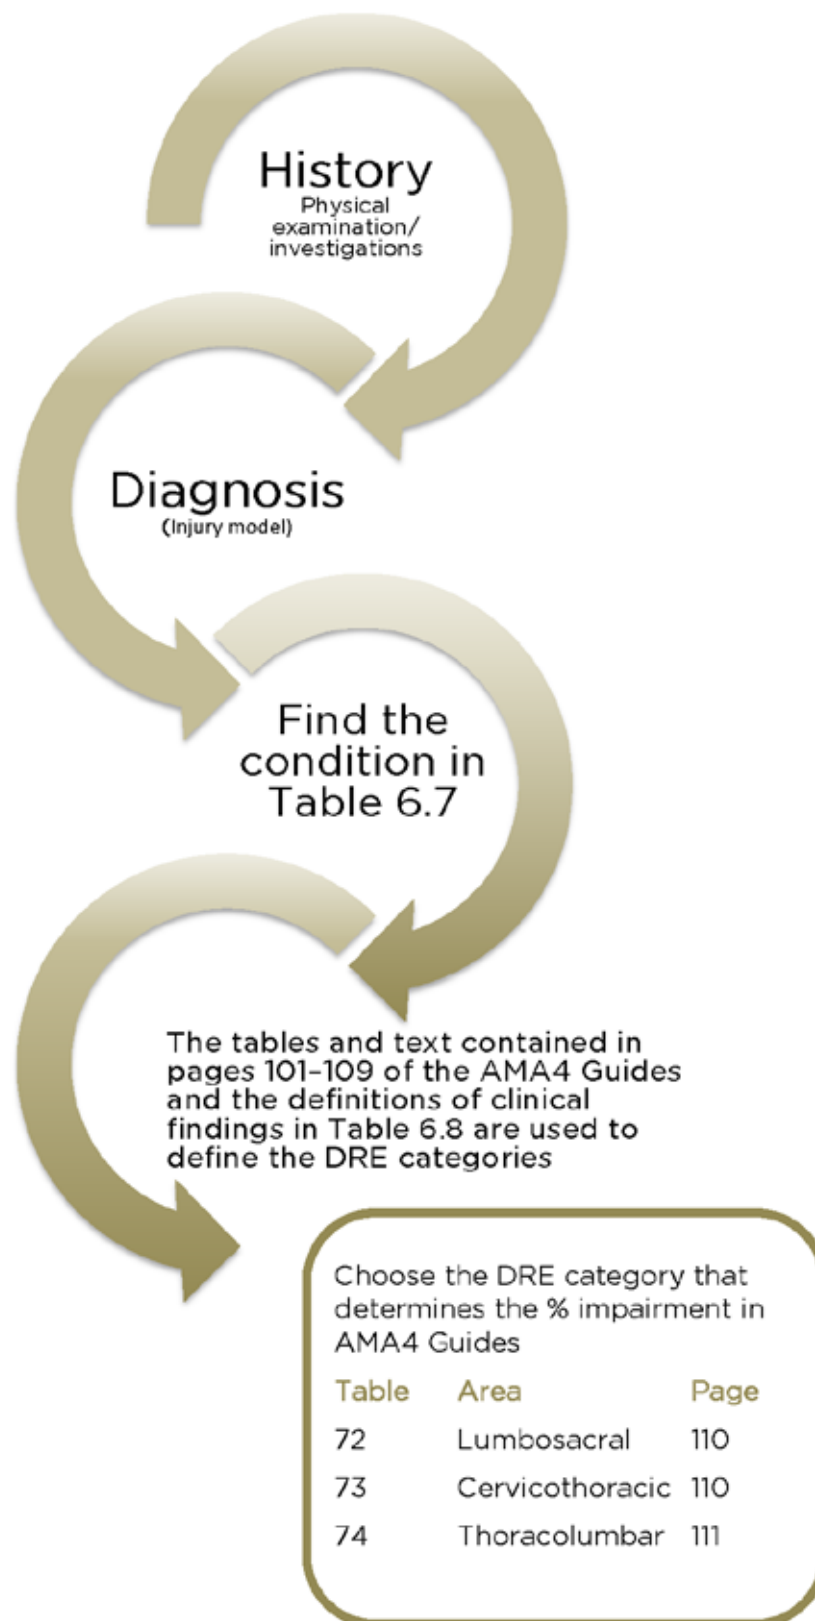 History
Physical
examination/
investigations
Diagnosis
(Injury model)
Find the
condition in
Table 6.7
The tables and text contained in
pages 101–109 of the AMA4 Guides
and the definitions of clinical
findings in Table 6.8 are used to
define the DRE categories
Choose the DRE category that
determines the % impairment in
AMA4 Guides
Table Area Page
72 Lumbosacral 110
73 Cervicothoracic 110
74 Thoracolumbar 111